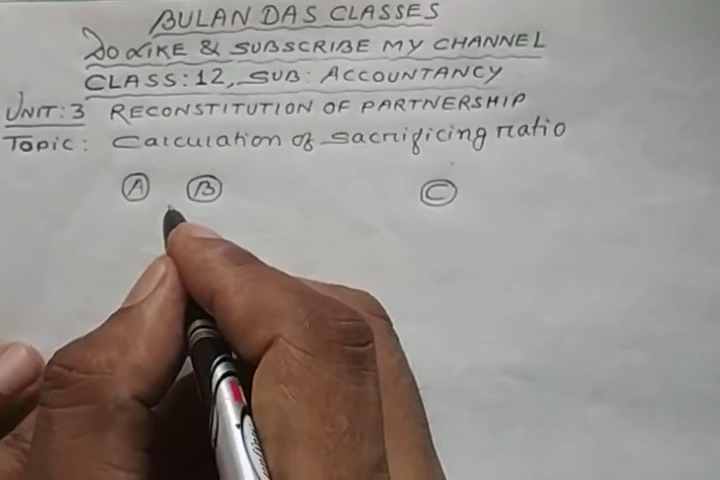 BULAN DAS CLASSES
DO LIKE & SUBSCRIBE MY CHANNEL
CLASS: 12, SUB: ACCOUNTANCY
UNIT: 3 RECONSTITUTION OF PARTNERSHIP
TOPIC: Calculation of Sacrificing ratio
A B C